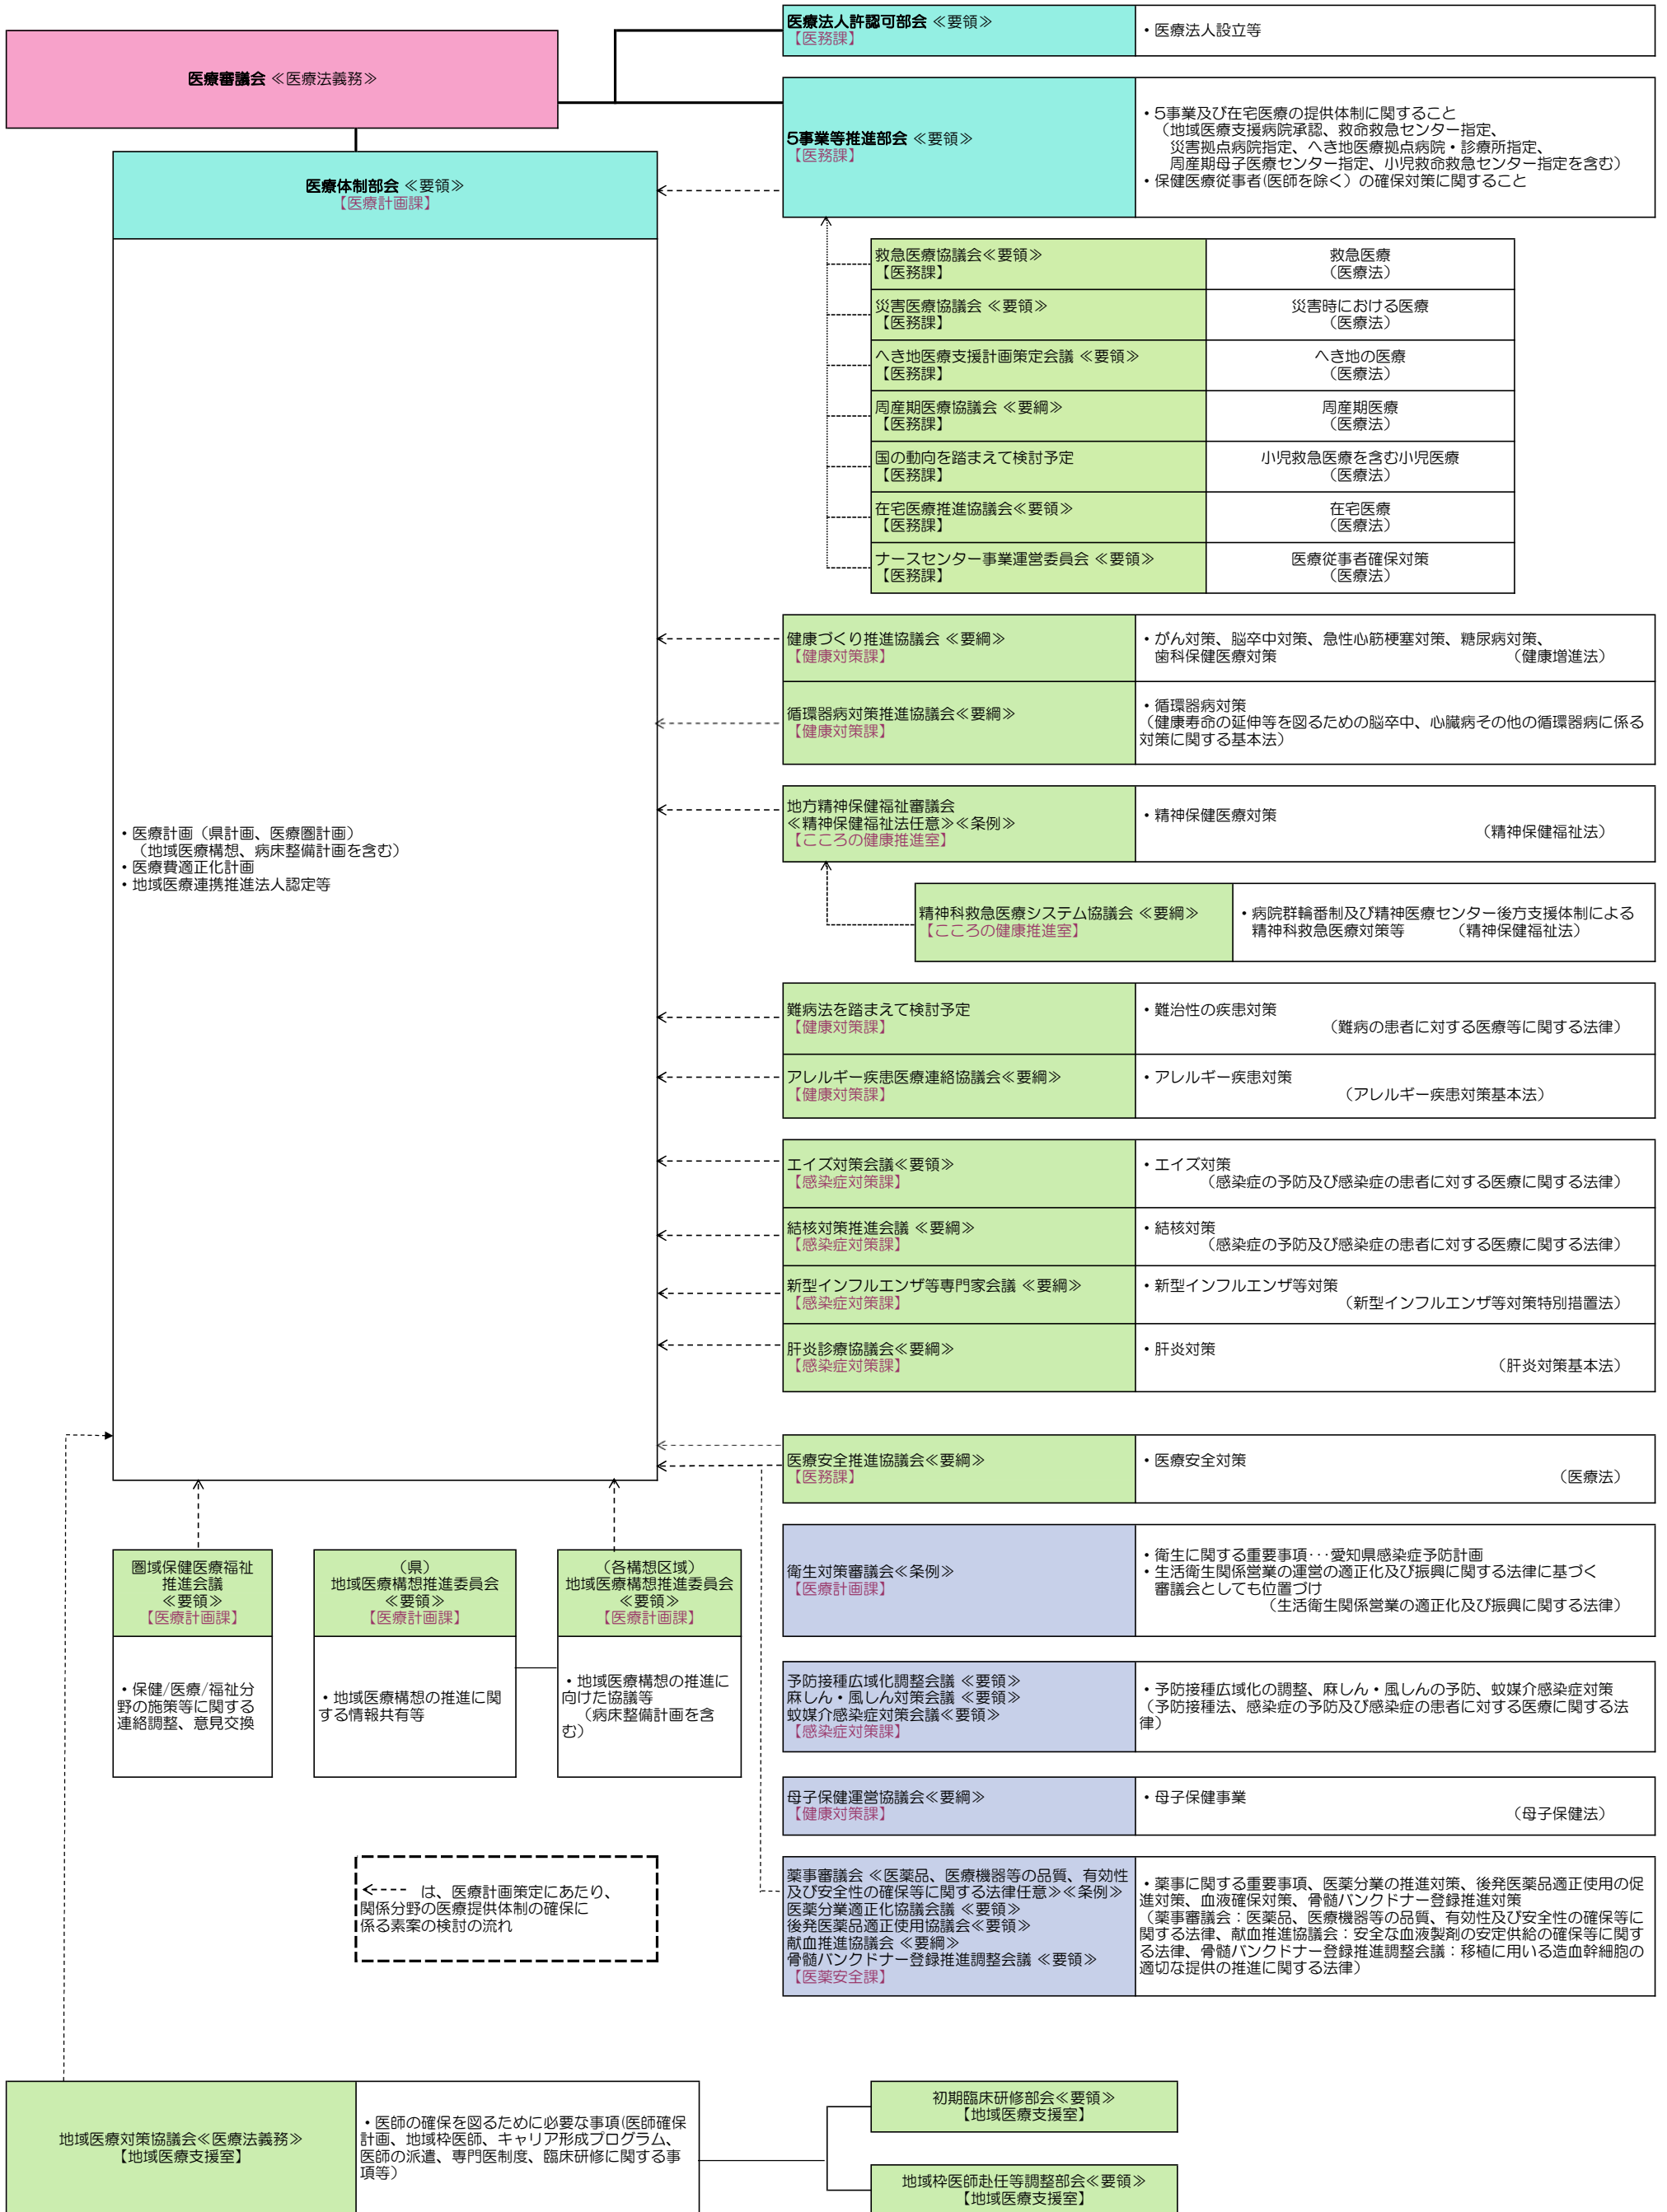 医療審議会 ≪医療法義務≫
医療法人許認可部会 ≪要領≫
【医務課】
・医療法人設立等
5事業等推進部会 ≪要領≫
【医務課】
・5事業及び在宅医療の提供体制に関すること
（地域医療支援病院承認、救命救急センター指定、
災害拠点病院指定、へき地医療拠点病院・診療所指定、
周産期母子医療センター指定、小児救命救急センター指定を含む）
・保健医療従事者(医師を除く）の確保対策に関すること
医療体制部会 ≪要領≫
【医療計画課】
・医療計画（県計画、医療圏計画）
（地域医療構想、病床整備計画を含む）
・医療費適正化計画
・地域医療連携推進法人認定等
救急医療協議会≪要領≫
【医務課】
救急医療
（医療法）
災害医療協議会 ≪要領≫
【医務課】
災害時における医療
（医療法）
へき地医療支援計画策定会議 ≪要領≫
【医務課】
へき地の医療
（医療法）
周産期医療協議会 ≪要綱≫
【医務課】
周産期医療
（医療法）
国の動向を踏まえて検討予定
【医務課】
小児救急医療を含む小児医療
（医療法）
在宅医療推進協議会≪要領≫
【医務課】
在宅医療
（医療法）
ナースセンター事業運営委員会 ≪要領≫
【医務課】
医療従事者確保対策
（医療法）
健康づくり推進協議会 ≪要綱≫
【健康対策課】
・がん対策、脳卒中対策、急性心筋梗塞対策、糖尿病対策、
歯科保健医療対策 （健康増進法）
循環器病対策推進協議会≪要綱≫
【健康対策課】
・循環器病対策
（健康寿命の延伸等を図るための脳卒中、心臓病その他の循環器病に係る
対策に関する基本法）
地方精神保健福祉審議会
≪精神保健福祉法任意≫≪条例≫
【こころの健康推進室】
・精神保健医療対策
（精神保健福祉法）
精神科救急医療システム協議会 ≪要綱≫
【こころの健康推進室】
・病院群輪番制及び精神医療センター後方支援体制による
精神科救急医療対策等 （精神保健福祉法）
難病法を踏まえて検討予定
【健康対策課】
・難治性の疾患対策
（難病の患者に対する医療等に関する法律）
アレルギー疾患医療連絡協議会≪要綱≫
【健康対策課】
・アレルギー疾患対策
（アレルギー疾患対策基本法）
エイズ対策会議≪要領≫
【感染症対策課】
・エイズ対策
（感染症の予防及び感染症の患者に対する医療に関する法律）
結核対策推進会議 ≪要綱≫
【感染症対策課】
・結核対策
（感染症の予防及び感染症の患者に対する医療に関する法律）
新型インフルエンザ等専門家会議 ≪要綱≫
【感染症対策課】
・新型インフルエンザ等対策
（新型インフルエンザ等対策特別措置法）
肝炎診療協議会≪要綱≫
【感染症対策課】
・肝炎対策
（肝炎対策基本法）
医療安全推進協議会≪要綱≫
【医務課】
・医療安全対策
（医療法）
圏域保健医療福祉
推進会議
≪要領≫
【医療計画課】
・保健/医療/福祉分
野の施策等に関する
連絡調整、意見交換
（県）
地域医療構想推進委員会
≪要領≫
【医療計画課】
・地域医療構想の推進に関
する情報共有等
（各構想区域）
地域医療構想推進委員会
≪要領≫
【医療計画課】
・地域医療構想の推進に
向けた協議等
（病床整備計画を含
む）
衛生対策審議会≪条例≫
【医療計画課】
・衛生に関する重要事項･･･愛知県感染症予防計画
・生活衛生関係営業の運営の適正化及び振興に関する法律に基づく
審議会としても位置づけ
（生活衛生関係営業の適正化及び振興に関する法律）
予防接種広域化調整会議 ≪要領≫
麻しん・風しん対策会議 ≪要領≫
蚊媒介感染症対策会議≪要領≫
【感染症対策課】
・予防接種広域化の調整、麻しん・風しんの予防、蚊媒介感染症対策
（予防接種法、感染症の予防及び感染症の患者に対する医療に関する法
律）
母子保健運営協議会≪要綱≫
【健康対策課】
・母子保健事業
（母子保健法）
は、医療計画策定にあたり、
関係分野の医療提供体制の確保に
係る素案の検討の流れ
薬事審議会 ≪医薬品、医療機器等の品質、有効性
及び安全性の確保等に関する法律任意≫≪条例≫
医薬分業適正化協議会議 ≪要領≫
後発医薬品適正使用協議会≪要領≫
献血推進協議会 ≪要綱≫
骨髄バンクドナー登録推進調整会議 ≪要領≫
【医薬安全課】
・薬事に関する重要事項、医薬分業の推進対策、後発医薬品適正使用の促
進対策、血液確保対策、骨髄バンクドナー登録推進対策
（薬事審議会：医薬品、医療機器等の品質、有効性及び安全性の確保等に
関する法律、献血推進協議会：安全な血液製剤の安定供給の確保等に関す
る法律、骨髄バンクドナー登録推進調整会議：移植に用いる造血幹細胞の
適切な提供の推進に関する法律）
地域医療対策協議会≪医療法義務≫
【地域医療支援室】
・医師の確保を図るために必要な事項(医師確保
計画、地域枠医師、キャリア形成プログラム、
医師の派遣、専門医制度、臨床研修に関する事
項等）
初期臨床研修部会≪要領≫
【地域医療支援室】
地域枠医師赴任等調整部会≪要領≫
【地域医療支援室】